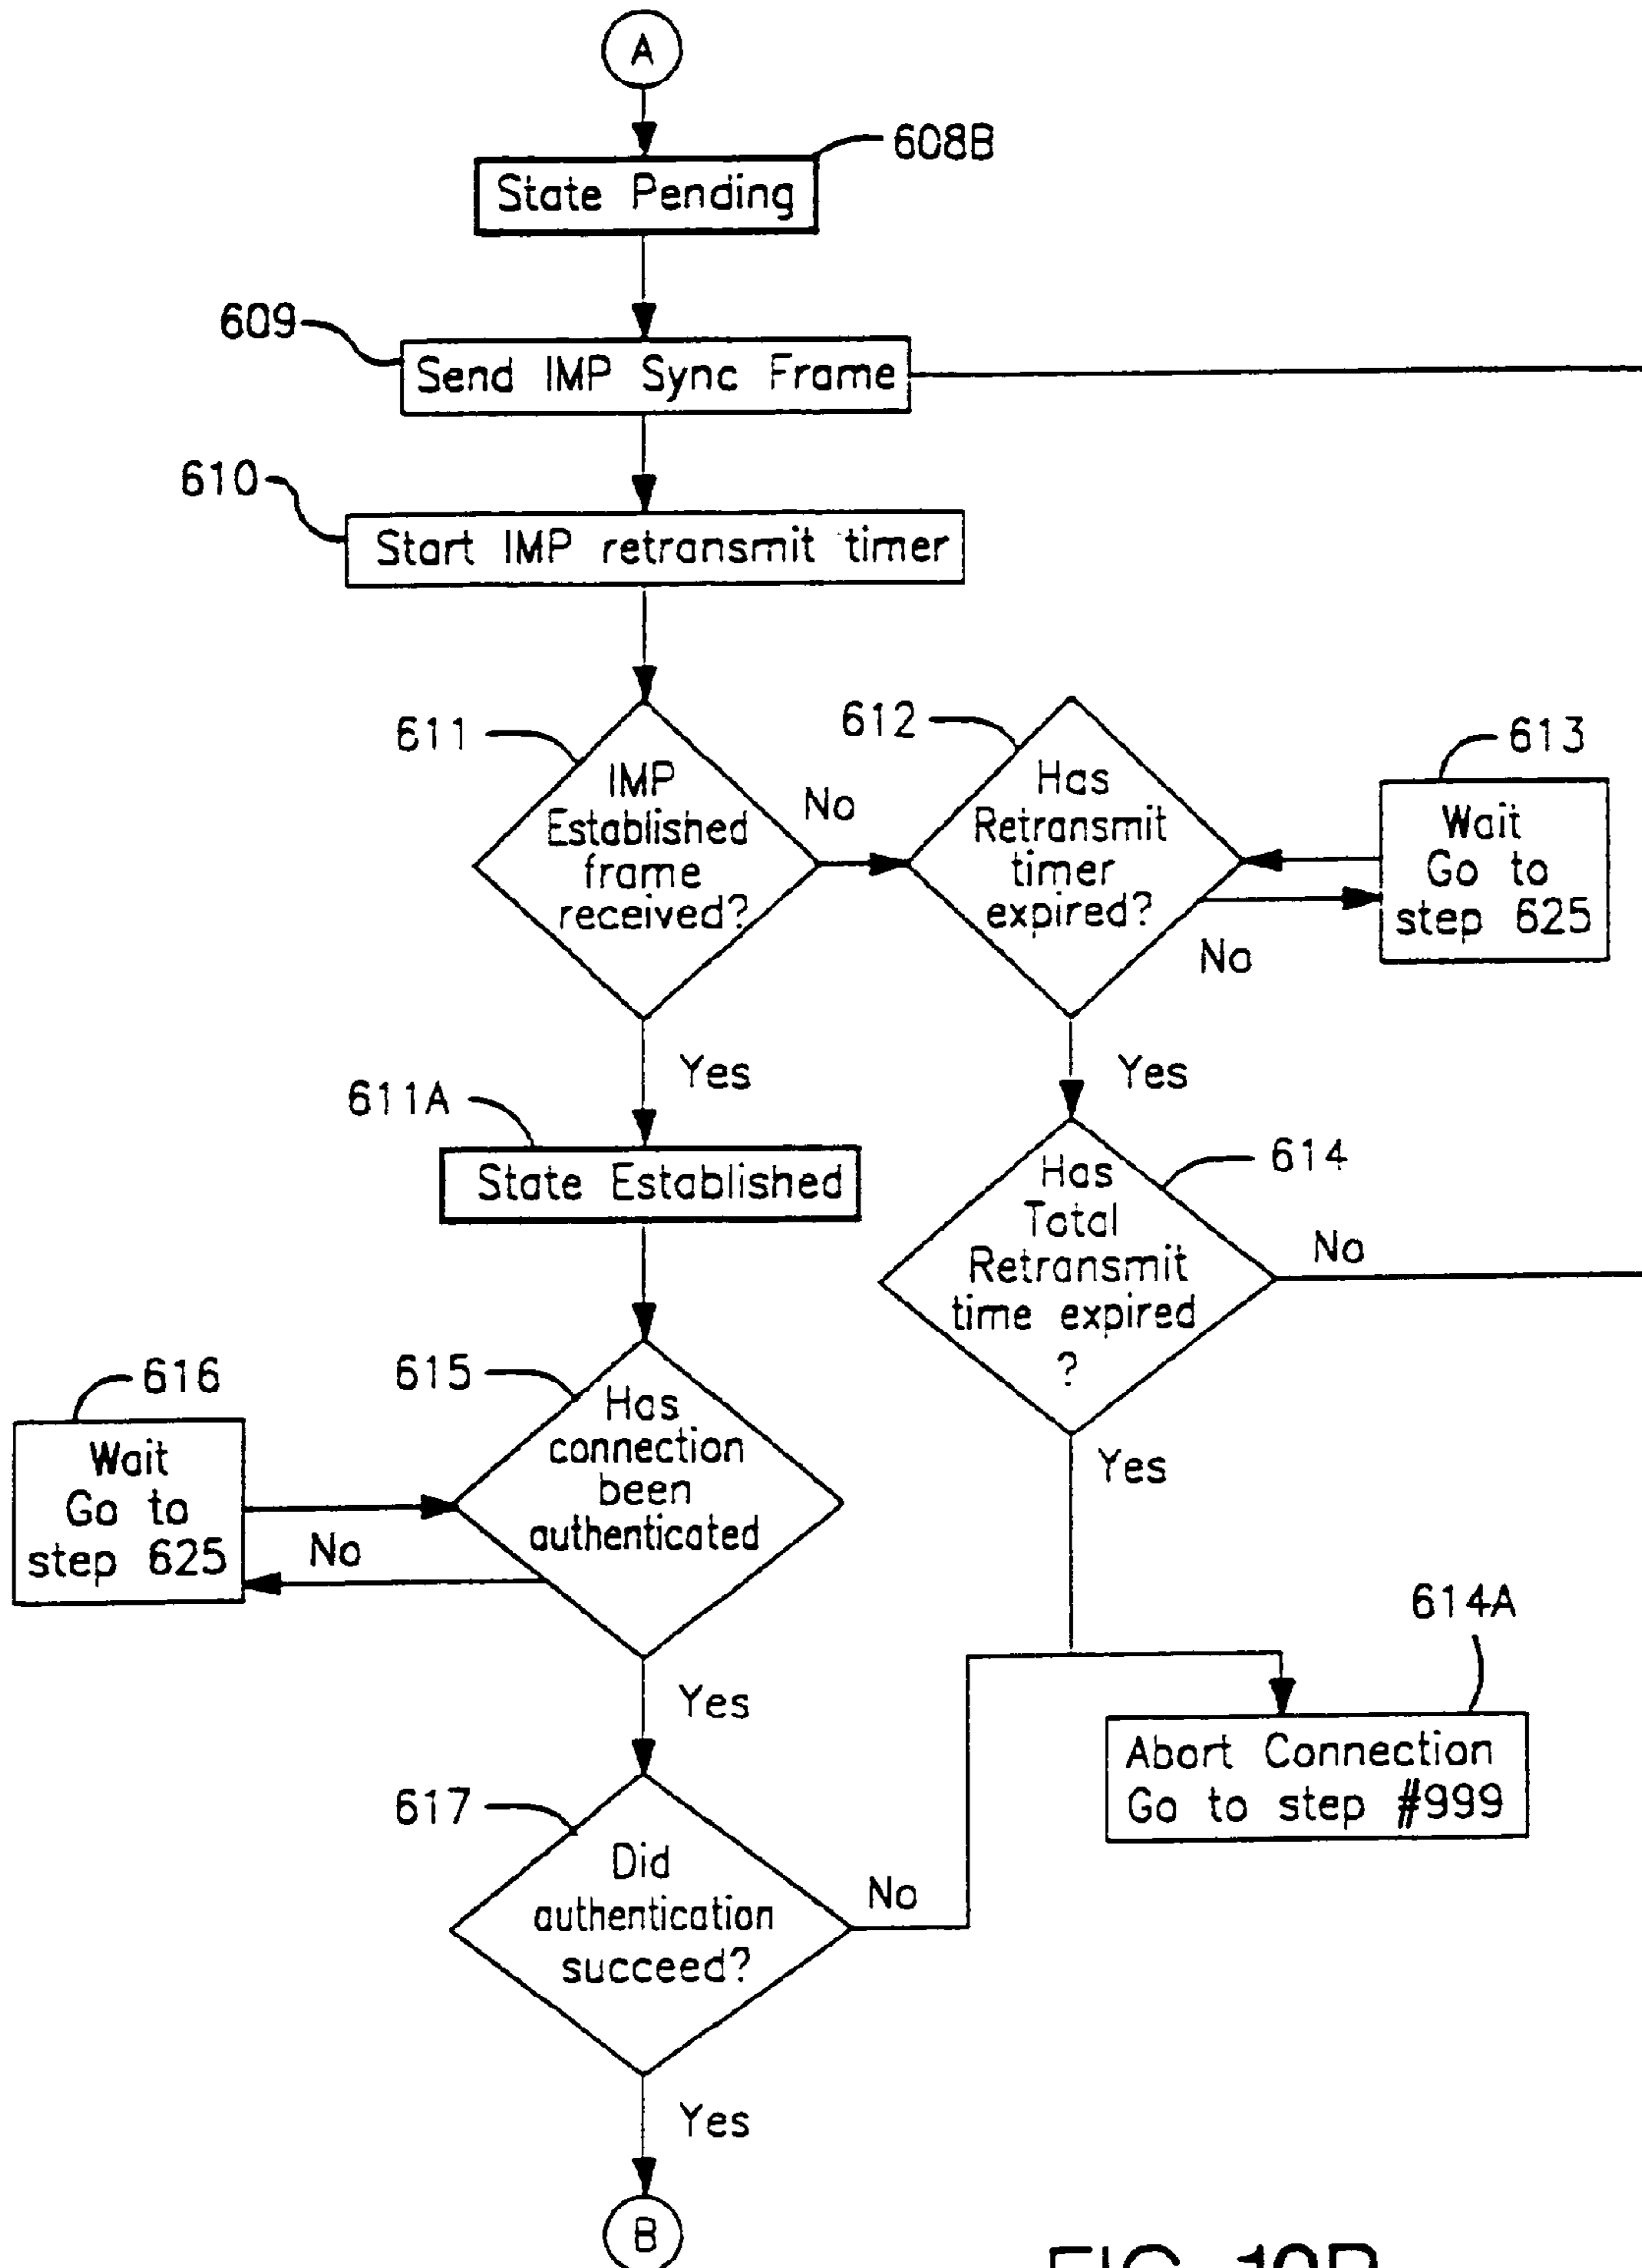 A
608B
State Pending
609
Send IMP Sync Frame
610
Start IMP retransmit timer
611
IMP
Established
frame
received?
No
612
Has
Retransmit
timer
expired?
No
613
Wait
Go to
step 625
Yes
Yes
611A
State Established
614
Has
Total
Retransmit
time expired
?
No
Yes
616
Wait
Go to
step 625
No
615
Has
connection
been
authenticated
Yes
614A
Abort Connection
Go to step #999
617
Did
authentication
succeed?
No
Yes
B